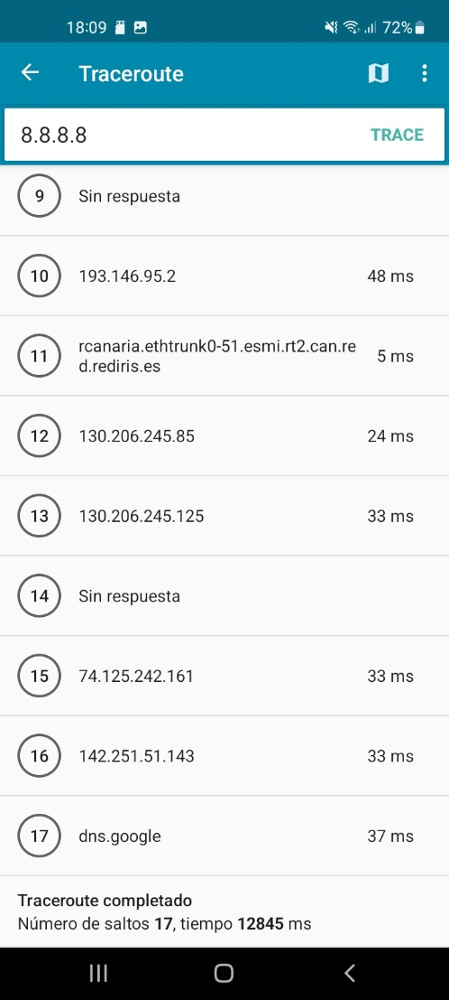 18:09 72%
Traceroute
8.8.8.8 TRACE
9 Sin respuesta
10 193.146.95.2 48 ms
11 rcanaria.ethtrunk0-51.esmi.rt2.can.re 5 ms
d.rediris.es
12 130.206.245.85 24 ms
13 130.206.245.125 33 ms
14 Sin respuesta
15 74.125.242.161 33 ms
16 142.251.51.143 33 ms
17 dns.google 37 ms
Traceroute completado
Número de saltos 17, tiempo 12845 ms